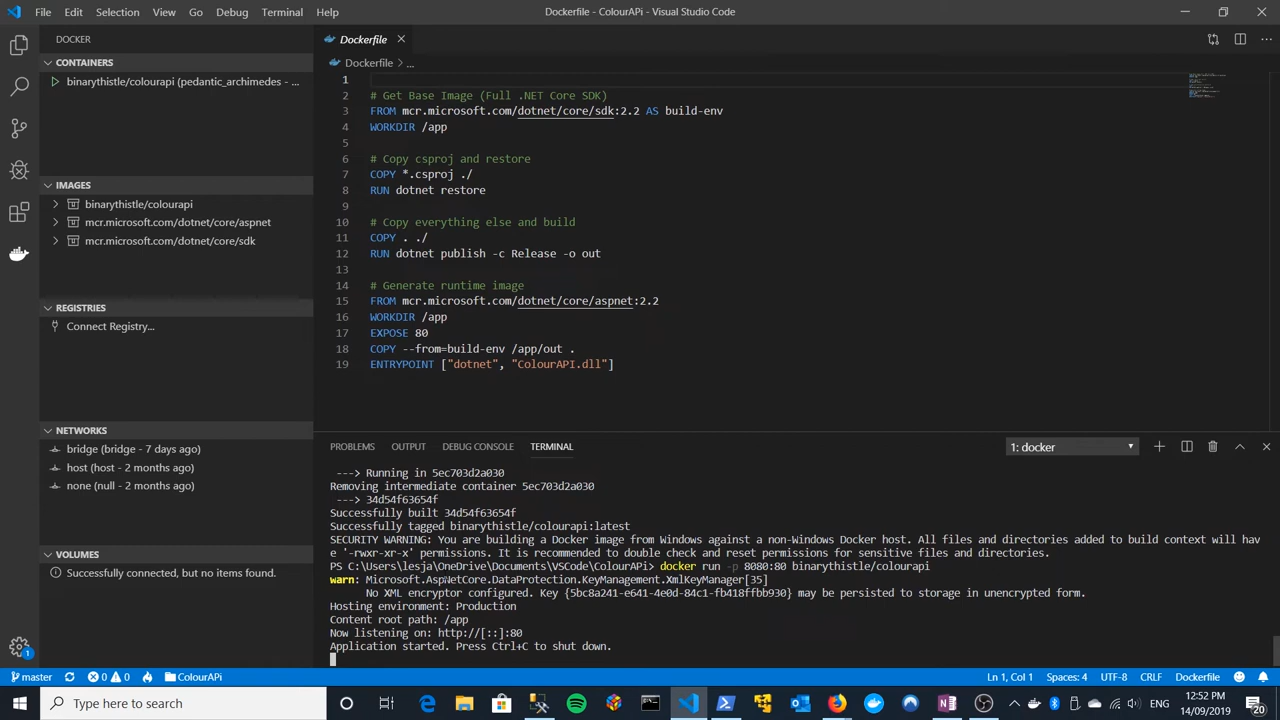 File Edit Selection View Go Debug Terminal Help
Dockerfile - ColourAPi - Visual Studio Code
DOCKER
CONTAINERS
binarythistle/colourapi (pedantic_archimedes - ...
IMAGES
binarythistle/colourapi
mcr.microsoft.com/dotnet/core/aspnet
mcr.microsoft.com/dotnet/core/sdk
REGISTRIES
Connect Registry...
NETWORKS
bridge (bridge - 7 days ago)
host (host - 2 months ago)
none (null - 2 months ago)
VOLUMES
Successfully connected, but no items found.
Dockerfile
Dockerfile > ...
1
2 # Get Base Image (Full .NET Core SDK)
3 FROM mcr.microsoft.com/dotnet/core/sdk:2.2 AS build-env
4 WORKDIR /app
5
6 # Copy csproj and restore
7 COPY *.csproj ./
8 RUN dotnet restore
9
10 # Copy everything else and build
11 COPY . ./
12 RUN dotnet publish -c Release -o out
13
14 # Generate runtime image
15 FROM mcr.microsoft.com/dotnet/core/aspnet:2.2
16 WORKDIR /app
17 EXPOSE 80
18 COPY --from=build-env /app/out .
19 ENTRYPOINT ["dotnet", "ColourAPI.dll"]
PROBLEMS OUTPUT DEBUG CONSOLE TERMINAL
1: docker
---> Running in 5ec703d2a030
Removing intermediate container 5ec703d2a030
---> 34d54f63654f
Successfully built 34d54f63654f
Successfully tagged binarythistle/colourapi:latest
SECURITY WARNING: You are building a Docker image from Windows against a non-Windows Docker host. All files and directories added to build context will hav
e '-rwxr-xr-x' permissions. It is recommended to double check and reset permissions for sensitive files and directories.
PS C:\Users\lesja\OneDrive\Documents\VSCode\ColourAPi> docker run -p 8080:80 binarythistle/colourapi
warn: Microsoft.AspNetCore.DataProtection.KeyManagement.XmlKeyManager[35]
No XML encryptor configured. Key {5bc8a241-e641-4e0d-84c1-fb418ffbb930} may be persisted to storage in unencrypted form.
Hosting environment: Production
Content root path: /app
Now listening on: http://[::]:80
Application started. Press Ctrl+C to shut down.
1
master 0 0 ColourAPi
Ln 1, Col 1 Spaces: 4 UTF-8 CRLF Dockerfile
Type here to search
12:52 PM
14/09/2019
20